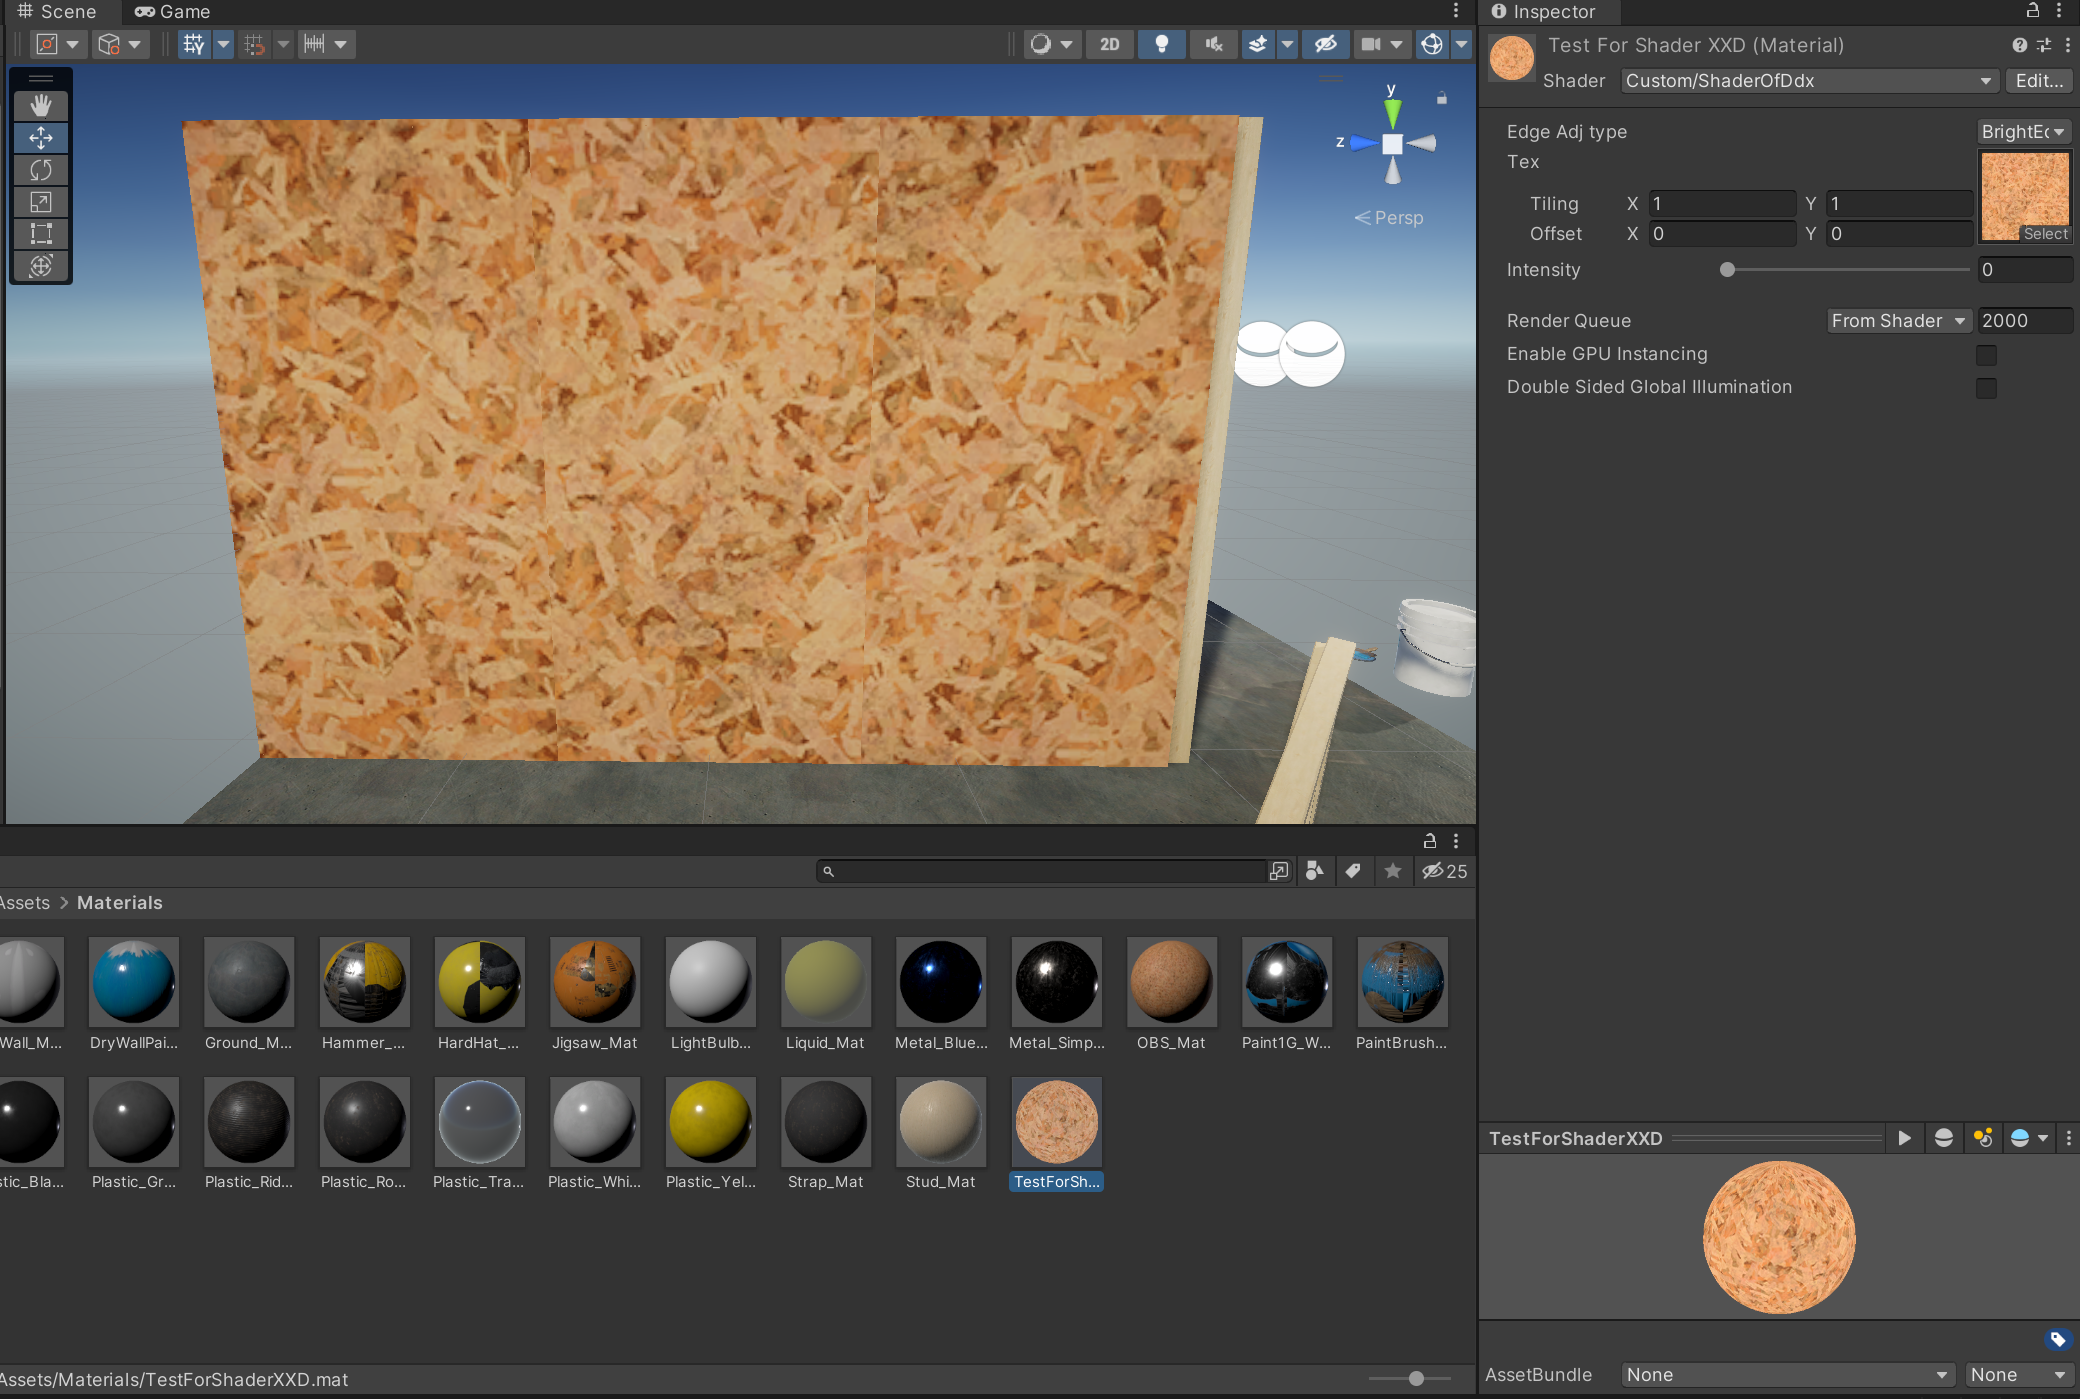 Scene
Game
2D
y
z
Persp
Inspector
Test For Shader XXD (Material)
Shader
Custom/ShaderOfDdx
Edit...
Edge Adj type
BrightEc
Tex
Tiling X 1 Y 1
Offset X 0 Y 0
Select
Intensity 0
Render Queue From Shader 2000
Enable GPU Instancing
Double Sided Global Illumination
25
Assets > Materials
Wall_M...
DryWallPai...
Ground_M...
Hammer_...
HardHat_...
Jigsaw_Mat
LightBulb...
Liquid_Mat
Metal_Blue...
Metal_Simp...
OBS_Mat
Paint1G_W...
PaintBrush...
stic_Bla...
Plastic_Gr...
Plastic_Rid...
Plastic_Ro...
Plastic_Tra...
Plastic_Whi...
Plastic_Yel...
Strap_Mat
Stud_Mat
TestForSh...
Assets/Materials/TestForShaderXXD.mat
TestForShaderXXD
AssetBundle None None